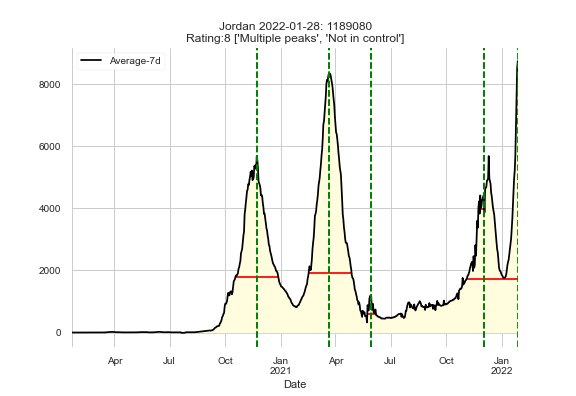 Jordan 2022-01-28: 1189080
Rating:8 ['Multiple peaks', 'Not in control']
Average-7d
8000
6000
4000
2000
0
Apr
Jul
Oct
Jan
2021
Apr
Jul
Oct
Jan
2022
Date